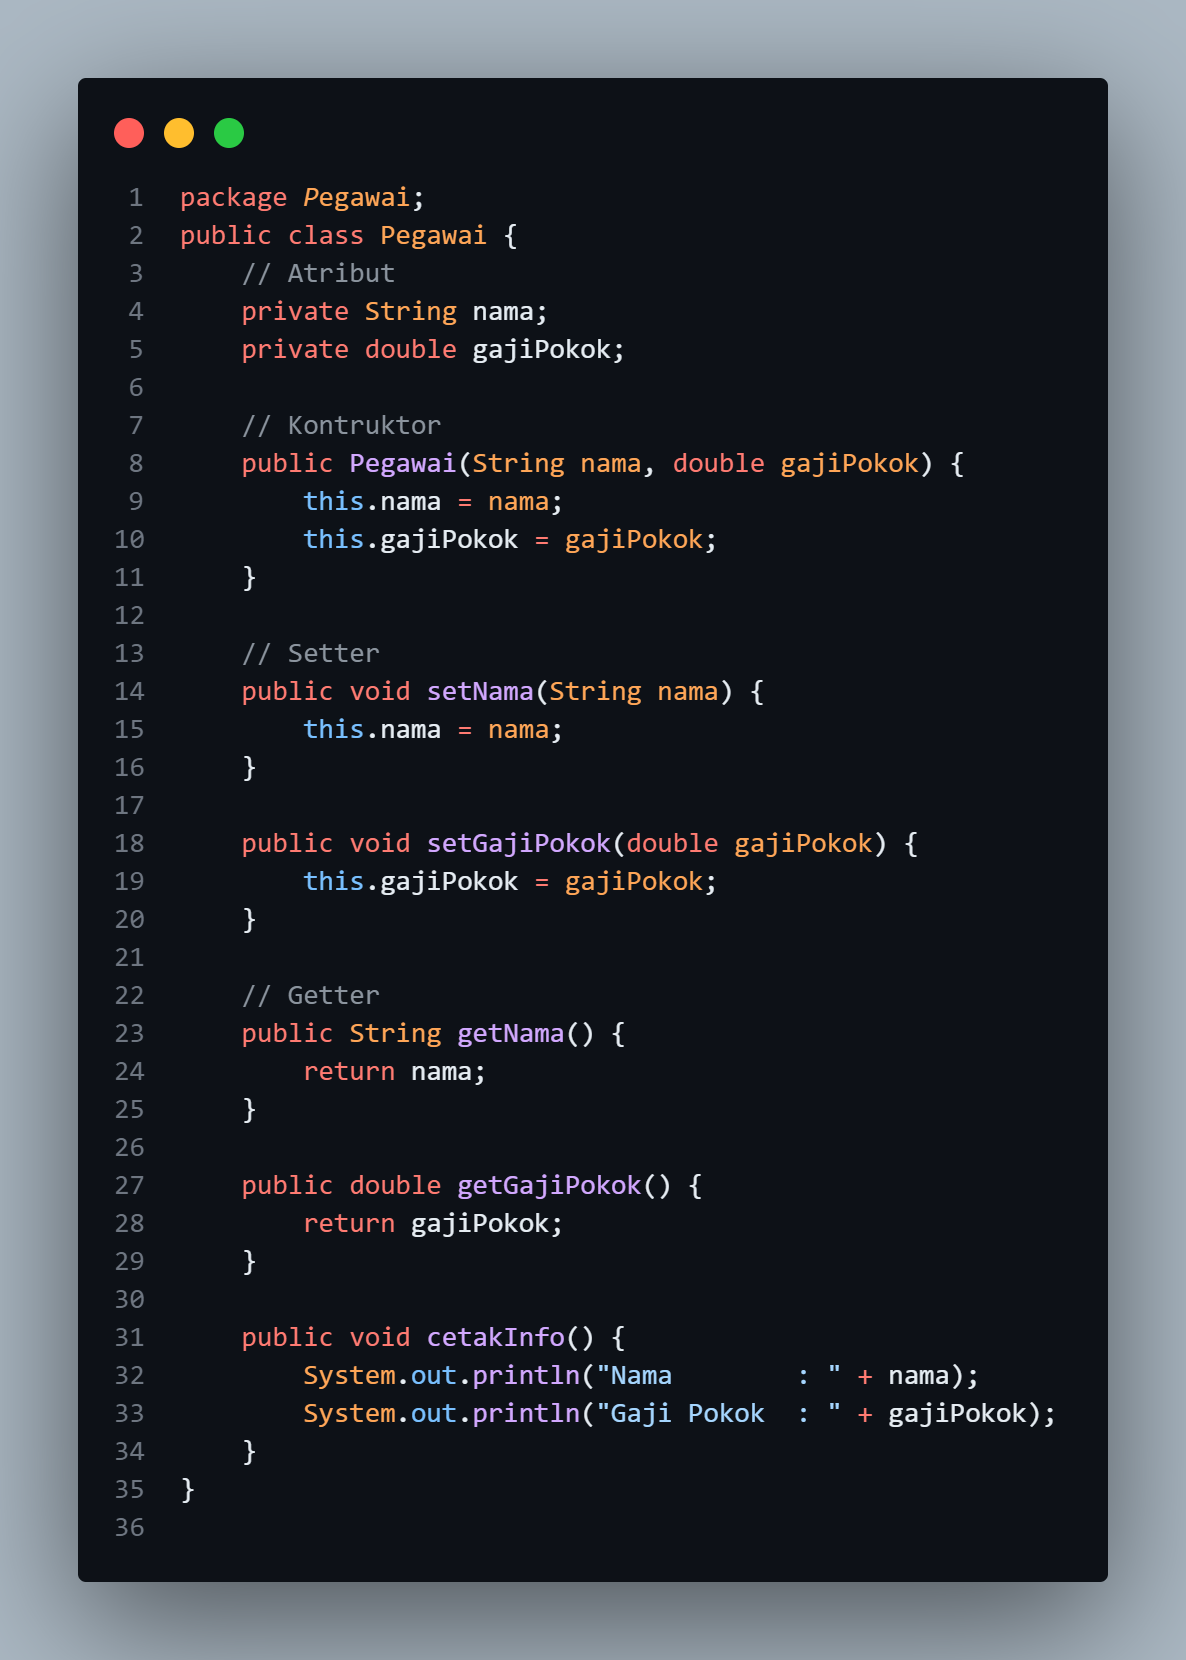 1 package Pegawai;
2 public class Pegawai {
3     // Atribut
4     private String nama;
5     private double gajiPokok;
6
7     // Kontruktor
8     public Pegawai(String nama, double gajiPokok) {
9         this.nama = nama;
10         this.gajiPokok = gajiPokok;
11     }
12
13     // Setter
14     public void setNama(String nama) {
15         this.nama = nama;
16     }
17
18     public void setGajiPokok(double gajiPokok) {
19         this.gajiPokok = gajiPokok;
20     }
21
22     // Getter
23     public String getNama() {
24         return nama;
25     }
26
27     public double getGajiPokok() {
28         return gajiPokok;
29     }
30
31     public void cetakInfo() {
32         System.out.println("Nama        : " + nama);
33         System.out.println("Gaji Pokok  : " + gajiPokok);
34     }
35 }
36